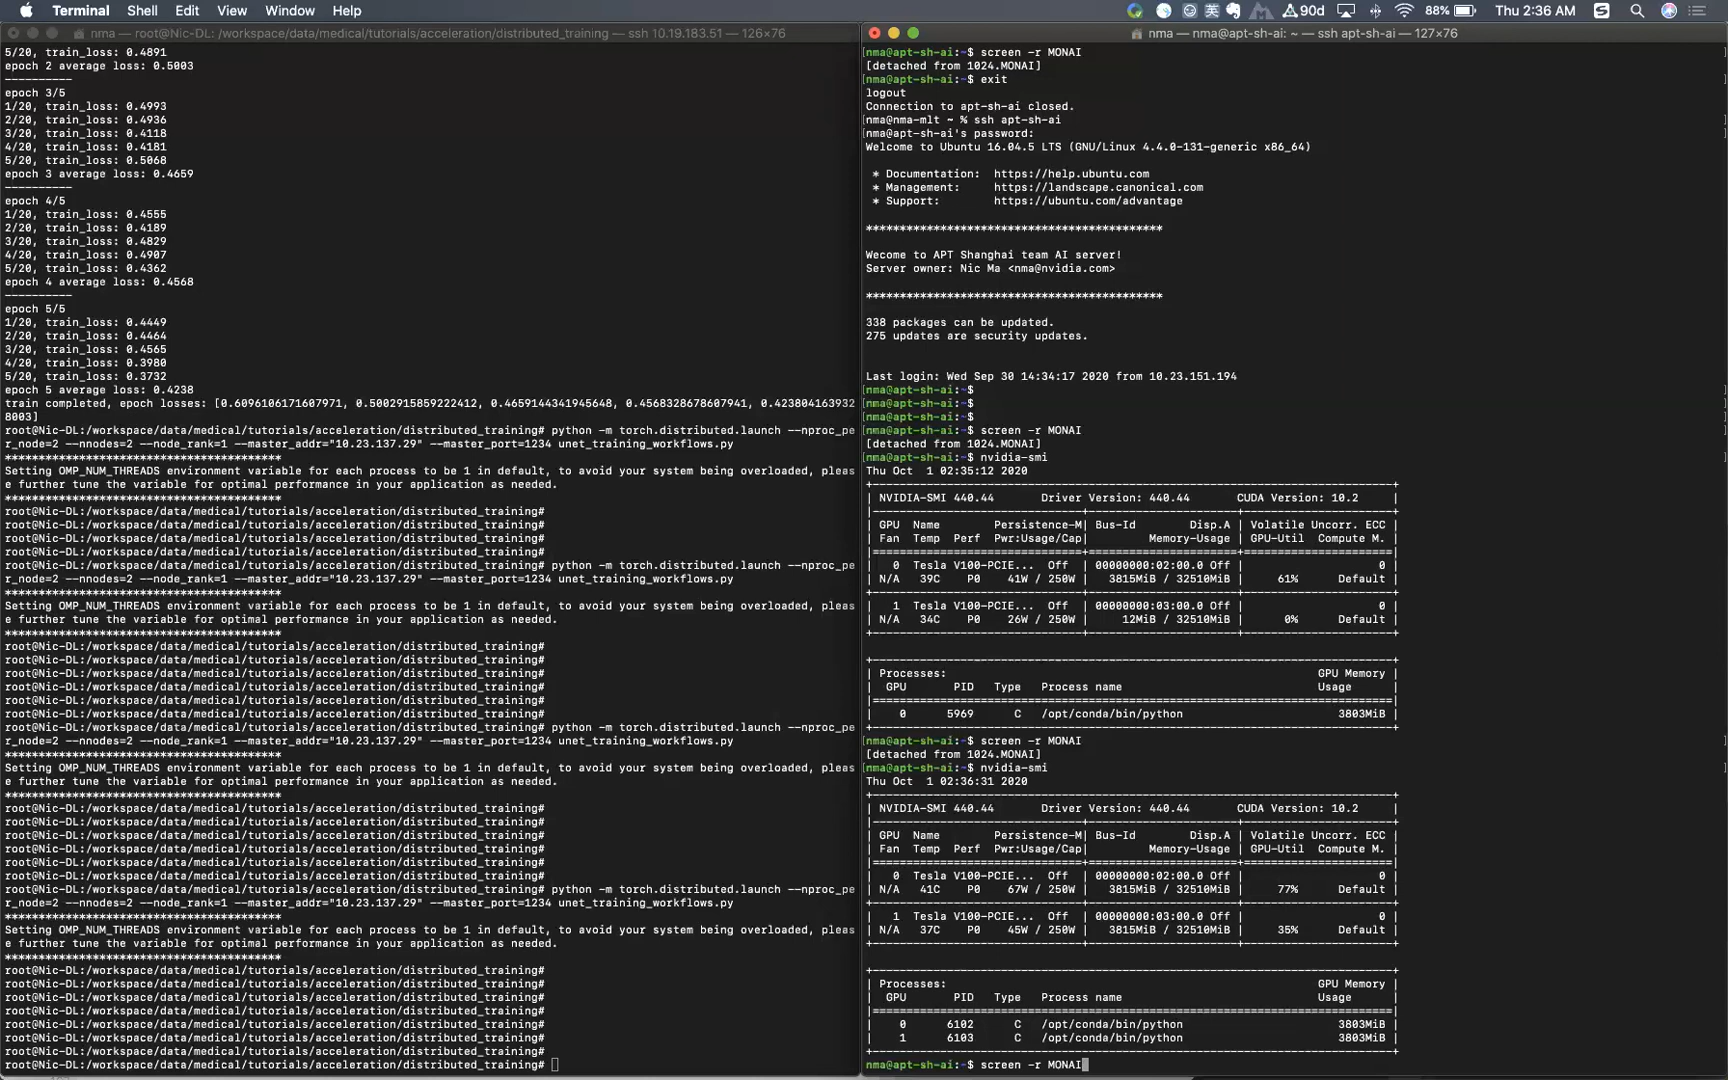 Terminal Shell Edit View Window Help 英 90d 88% Thu 2:36 AM
nma — root@Nic-DL: /workspace/data/medical/tutorials/acceleration/distributed_training — ssh 10.19.183.51 — 126×76
5/20, train_loss: 0.4891
epoch 2 average loss: 0.5003
----------
epoch 3/5
1/20, train_loss: 0.4993
2/20, train_loss: 0.4936
3/20, train_loss: 0.4118
4/20, train_loss: 0.4181
5/20, train_loss: 0.5068
epoch 3 average loss: 0.4659
----------
epoch 4/5
1/20, train_loss: 0.4555
2/20, train_loss: 0.4189
3/20, train_loss: 0.4829
4/20, train_loss: 0.4907
5/20, train_loss: 0.4362
epoch 4 average loss: 0.4568
----------
epoch 5/5
1/20, train_loss: 0.4449
2/20, train_loss: 0.4464
3/20, train_loss: 0.4565
4/20, train_loss: 0.3980
5/20, train_loss: 0.3732
epoch 5 average loss: 0.4238
train completed, epoch losses: [0.6096106171607971, 0.5002915859222412, 0.4659144341945648, 0.4568328678607941, 0.423804163932
8003]
root@Nic-DL:/workspace/data/medical/tutorials/acceleration/distributed_training# python -m torch.distributed.launch --nproc_pe
r_node=2 --nnodes=2 --node_rank=1 --master_addr="10.23.137.29" --master_port=1234 unet_training_workflows.py
*****************************************
Setting OMP_NUM_THREADS environment variable for each process to be 1 in default, to avoid your system being overloaded, pleas
e further tune the variable for optimal performance in your application as needed.
*****************************************
root@Nic-DL:/workspace/data/medical/tutorials/acceleration/distributed_training#
root@Nic-DL:/workspace/data/medical/tutorials/acceleration/distributed_training#
root@Nic-DL:/workspace/data/medical/tutorials/acceleration/distributed_training#
root@Nic-DL:/workspace/data/medical/tutorials/acceleration/distributed_training#
root@Nic-DL:/workspace/data/medical/tutorials/acceleration/distributed_training# python -m torch.distributed.launch --nproc_pe
r_node=2 --nnodes=2 --node_rank=1 --master_addr="10.23.137.29" --master_port=1234 unet_training_workflows.py
*****************************************
Setting OMP_NUM_THREADS environment variable for each process to be 1 in default, to avoid your system being overloaded, pleas
e further tune the variable for optimal performance in your application as needed.
*****************************************
root@Nic-DL:/workspace/data/medical/tutorials/acceleration/distributed_training#
root@Nic-DL:/workspace/data/medical/tutorials/acceleration/distributed_training#
root@Nic-DL:/workspace/data/medical/tutorials/acceleration/distributed_training#
root@Nic-DL:/workspace/data/medical/tutorials/acceleration/distributed_training#
root@Nic-DL:/workspace/data/medical/tutorials/acceleration/distributed_training#
root@Nic-DL:/workspace/data/medical/tutorials/acceleration/distributed_training#
root@Nic-DL:/workspace/data/medical/tutorials/acceleration/distributed_training# python -m torch.distributed.launch --nproc_pe
r_node=2 --nnodes=2 --node_rank=1 --master_addr="10.23.137.29" --master_port=1234 unet_training_workflows.py
*****************************************
Setting OMP_NUM_THREADS environment variable for each process to be 1 in default, to avoid your system being overloaded, pleas
e further tune the variable for optimal performance in your application as needed.
*****************************************
root@Nic-DL:/workspace/data/medical/tutorials/acceleration/distributed_training#
root@Nic-DL:/workspace/data/medical/tutorials/acceleration/distributed_training#
root@Nic-DL:/workspace/data/medical/tutorials/acceleration/distributed_training#
root@Nic-DL:/workspace/data/medical/tutorials/acceleration/distributed_training#
root@Nic-DL:/workspace/data/medical/tutorials/acceleration/distributed_training#
root@Nic-DL:/workspace/data/medical/tutorials/acceleration/distributed_training#
root@Nic-DL:/workspace/data/medical/tutorials/acceleration/distributed_training# python -m torch.distributed.launch --nproc_pe
r_node=2 --nnodes=2 --node_rank=1 --master_addr="10.23.137.29" --master_port=1234 unet_training_workflows.py
*****************************************
Setting OMP_NUM_THREADS environment variable for each process to be 1 in default, to avoid your system being overloaded, pleas
e further tune the variable for optimal performance in your application as needed.
*****************************************
root@Nic-DL:/workspace/data/medical/tutorials/acceleration/distributed_training#
root@Nic-DL:/workspace/data/medical/tutorials/acceleration/distributed_training#
root@Nic-DL:/workspace/data/medical/tutorials/acceleration/distributed_training#
root@Nic-DL:/workspace/data/medical/tutorials/acceleration/distributed_training#
root@Nic-DL:/workspace/data/medical/tutorials/acceleration/distributed_training#
root@Nic-DL:/workspace/data/medical/tutorials/acceleration/distributed_training#
root@Nic-DL:/workspace/data/medical/tutorials/acceleration/distributed_training#
root@Nic-DL:/workspace/data/medical/tutorials/acceleration/distributed_training#
nma — nma@apt-sh-ai: ~ — ssh apt-sh-ai — 127×76
[nma@apt-sh-ai:~$ screen -r MONAI
[detached from 1024.MONAI]
[nma@apt-sh-ai:~$ exit
logout
Connection to apt-sh-ai closed.
[nma@nma-mlt ~ % ssh apt-sh-ai
[nma@apt-sh-ai's password:
Welcome to Ubuntu 16.04.5 LTS (GNU/Linux 4.4.0-131-generic x86_64)
* Documentation: https://help.ubuntu.com
* Management: https://landscape.canonical.com
* Support: https://ubuntu.com/advantage
********************************************
Wecome to APT Shanghai team AI server!
Server owner: Nic Ma <nma@nvidia.com>
********************************************
338 packages can be updated.
275 updates are security updates.
Last login: Wed Sep 30 14:34:17 2020 from 10.23.151.194
[nma@apt-sh-ai:~$
[nma@apt-sh-ai:~$
[nma@apt-sh-ai:~$
[nma@apt-sh-ai:~$ screen -r MONAI
[detached from 1024.MONAI]
[nma@apt-sh-ai:~$ nvidia-smi
Thu Oct 1 02:35:12 2020
| NVIDIA-SMI 440.44 Driver Version: 440.44 CUDA Version: 10.2 |
| GPU Name Persistence-M| Bus-Id Disp.A | Volatile Uncorr. ECC |
| Fan Temp Perf Pwr:Usage/Cap| Memory-Usage | GPU-Util Compute M. |
| 0 Tesla V100-PCIE... Off | 00000000:02:00.0 Off | 0 |
| N/A 39C P0 41W / 250W | 3815MiB / 32510MiB | 61% Default |
| 1 Tesla V100-PCIE... Off | 00000000:03:00.0 Off | 0 |
| N/A 34C P0 26W / 250W | 12MiB / 32510MiB | 0% Default |
| Processes: GPU Memory |
| GPU PID Type Process name Usage |
| 0 5969 C /opt/conda/bin/python 3803MiB |
[nma@apt-sh-ai:~$ screen -r MONAI
[detached from 1024.MONAI]
[nma@apt-sh-ai:~$ nvidia-smi
Thu Oct 1 02:36:31 2020
| NVIDIA-SMI 440.44 Driver Version: 440.44 CUDA Version: 10.2 |
| GPU Name Persistence-M| Bus-Id Disp.A | Volatile Uncorr. ECC |
| Fan Temp Perf Pwr:Usage/Cap| Memory-Usage | GPU-Util Compute M. |
| 0 Tesla V100-PCIE... Off | 00000000:02:00.0 Off | 0 |
| N/A 41C P0 67W / 250W | 3815MiB / 32510MiB | 77% Default |
| 1 Tesla V100-PCIE... Off | 00000000:03:00.0 Off | 0 |
| N/A 37C P0 45W / 250W | 3815MiB / 32510MiB | 35% Default |
| Processes: GPU Memory |
| GPU PID Type Process name Usage |
| 0 6102 C /opt/conda/bin/python 3803MiB |
| 1 6103 C /opt/conda/bin/python 3803MiB |
nma@apt-sh-ai:~$ screen -r MONAI